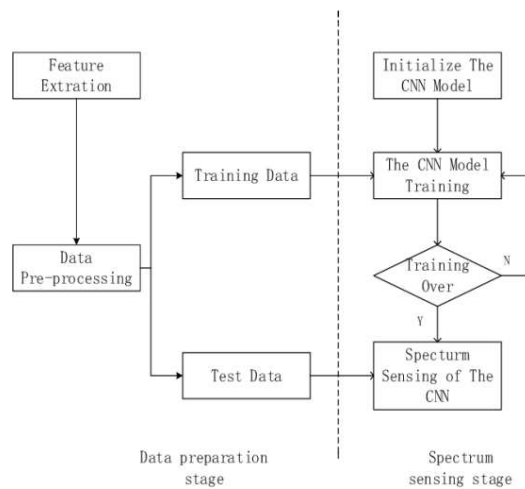 Feature
Extration
Initialize The
CNN Model
Training Data
The CNN Model
Training
Data
Pre-processing
Training
Over
N
Y
Test Data
Specturm
Sensing of The
CNN
Data preparation
stage
Spectrum
sensing stage